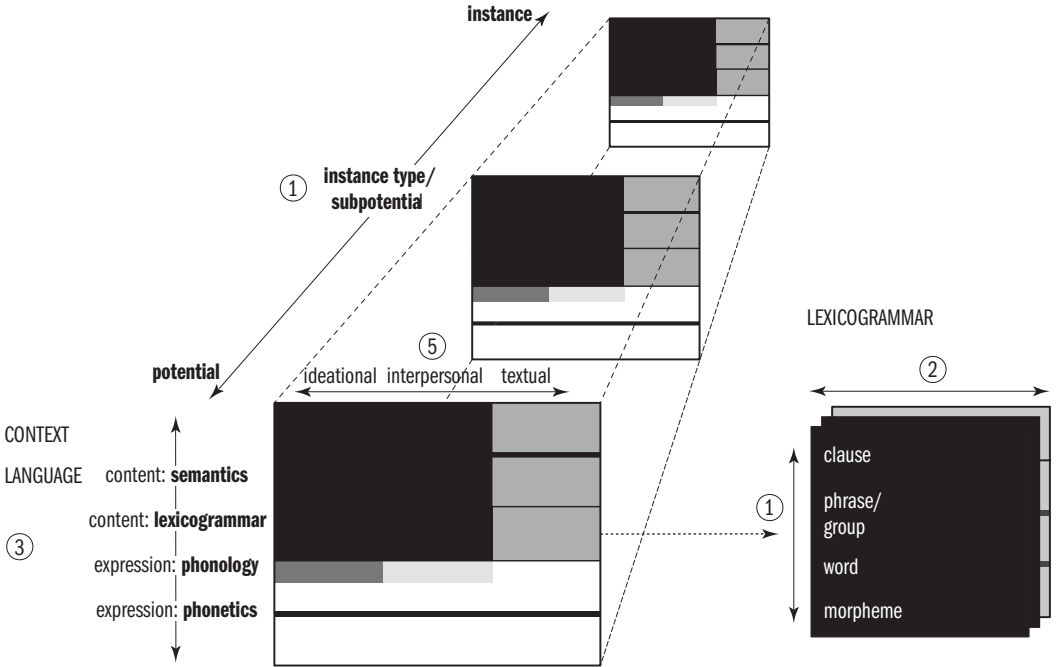 instance
① instance type/
subpotential
⑤
potential
ideational interpersonal textual
CONTEXT
LANGUAGE content: semantics
content: lexicogrammar
③
expression: phonology
expression: phonetics
LEXICOGRAMMAR
②
①
clause
phrase/
group
word
morpheme